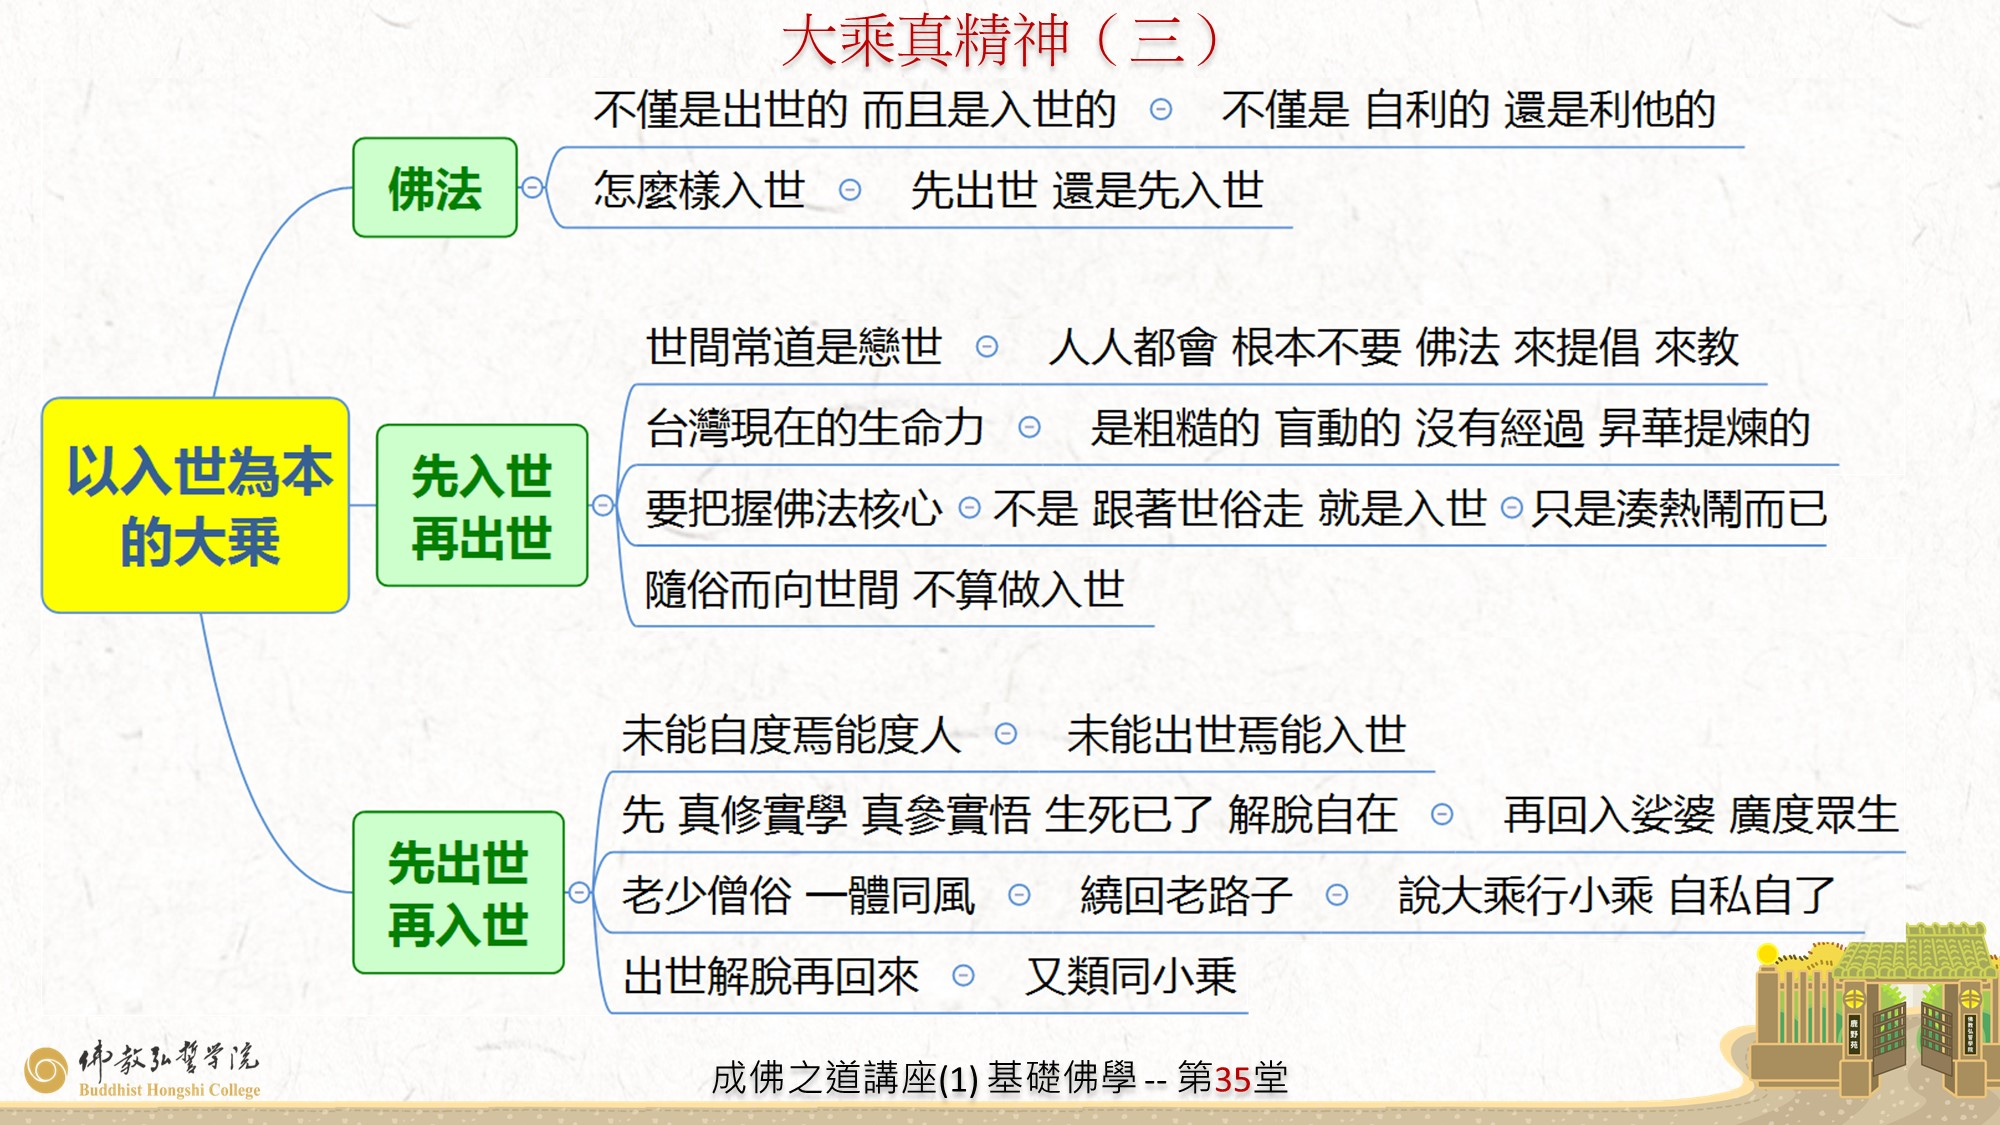 大乘真精神（三）
不僅是出世的 而且是入世的 不僅是 自利的 還是利他的
佛法
怎麼樣入世 先出世 還是先入世
世間常道是戀世 人人都會 根本不要 佛法 來提倡 來教
台灣現在的生命力 是粗糙的 盲動的 沒有經過 昇華提煉的
以入世為本
的大乘
先入世
再出世
要把握佛法核心 不是 跟著世俗走 就是入世 只是湊熱鬧而已
隨俗而向世間 不算做入世
未能自度焉能度人 未能出世焉能入世
先 真修實學 真參實悟 生死已了 解脫自在 再回入娑婆 廣度眾生
先出世
再入世
老少僧俗 一體同風 繞回老路子 說大乘行小乘 自私自了
出世解脫再回來 又類同小乘
鹿野苑
佛教弘誓學院
佛教弘誓学院
Buddhist Hongshi College
成佛之道講座(1) 基礎佛學 -- 第35堂